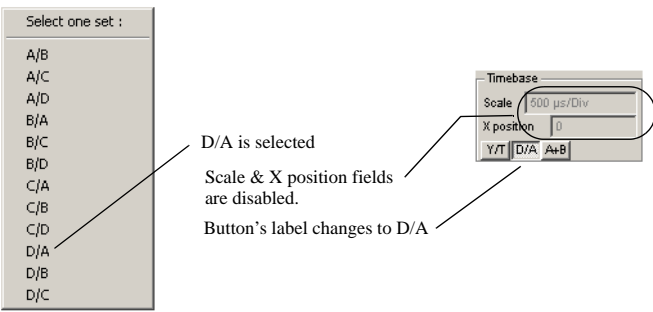 Select one set :
A/B
A/C
A/D
B/A
B/C
B/D
C/A
C/B
C/D
D/A
D/B
D/C
D/A is selected
Scale & X position fields
are disabled.
Button's label changes to D/A
Timebase
Scale 500 µs/Div
X position 0
Y/T D/A A+B